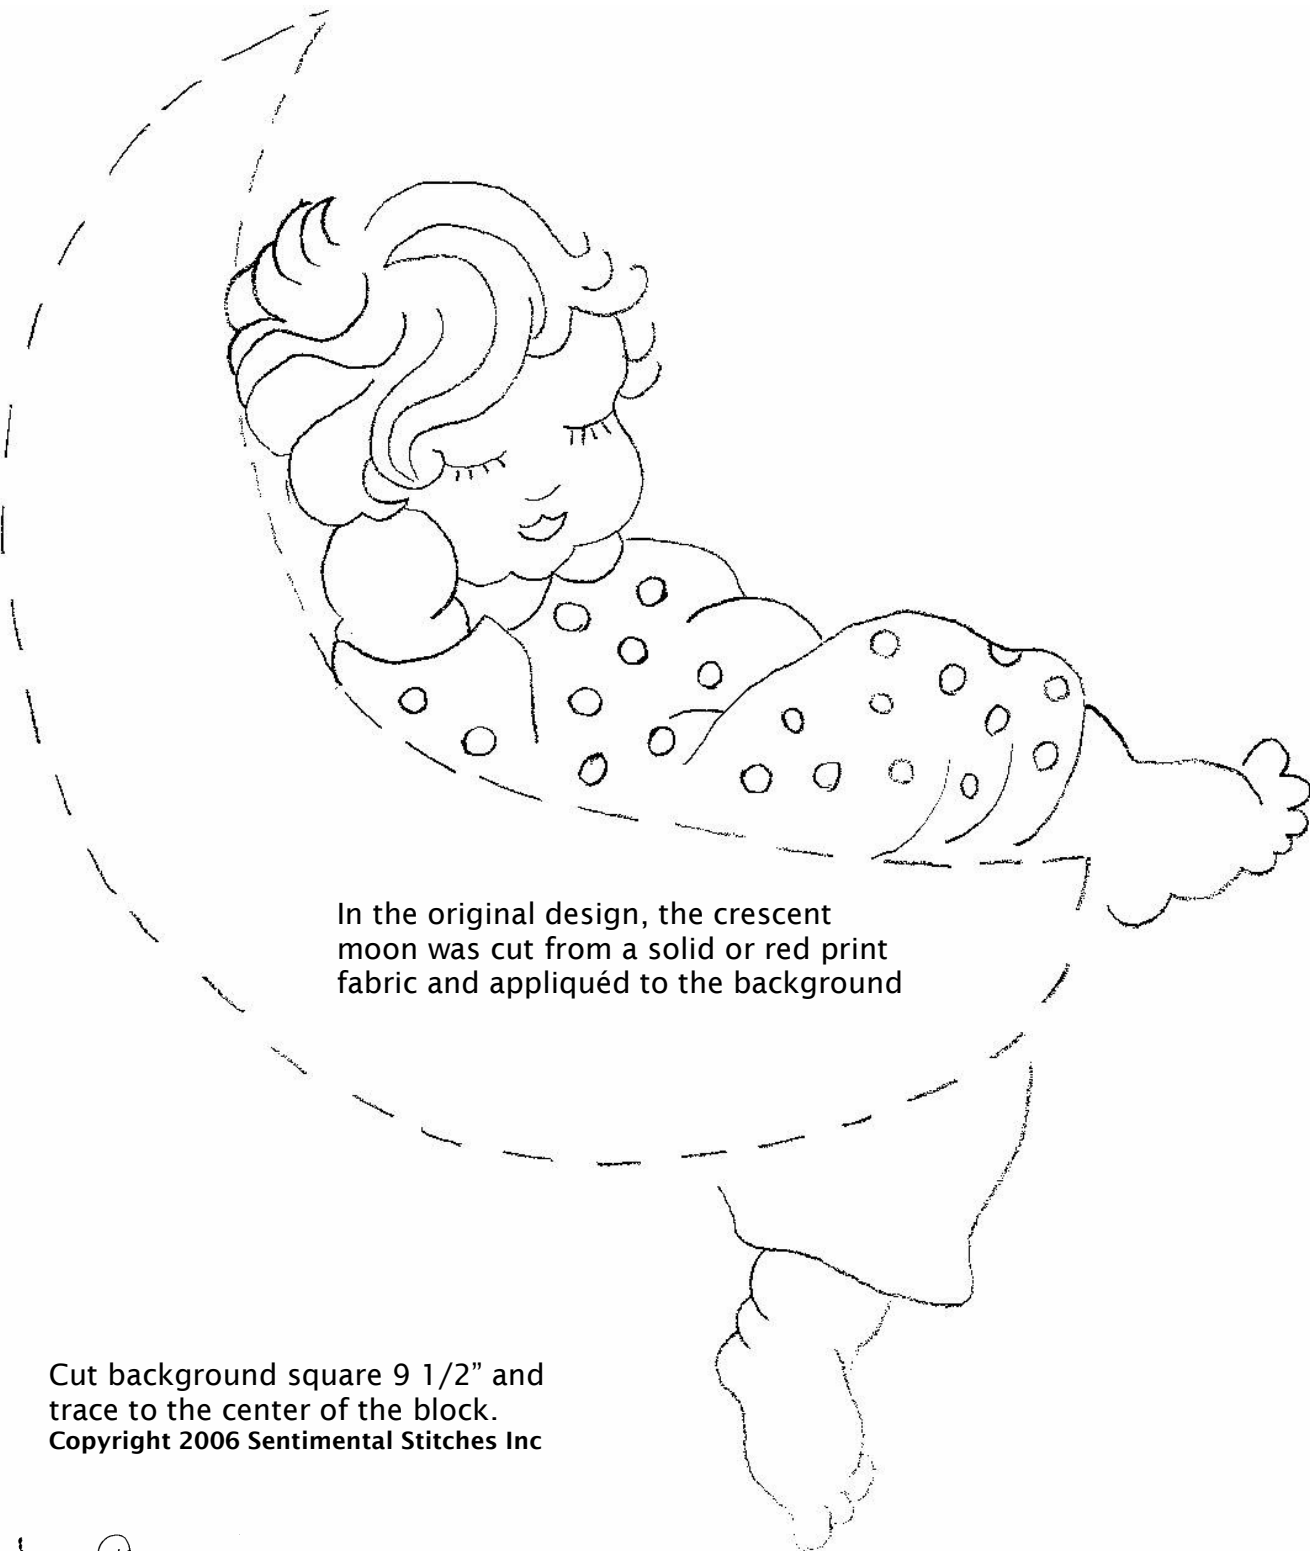 In the original design, the crescent
moon was cut from a solid or red print
fabric and appliquéd to the background
Cut background square 9 1/2” and
trace to the center of the block.
Copyright 2006 Sentimental Stitches Inc